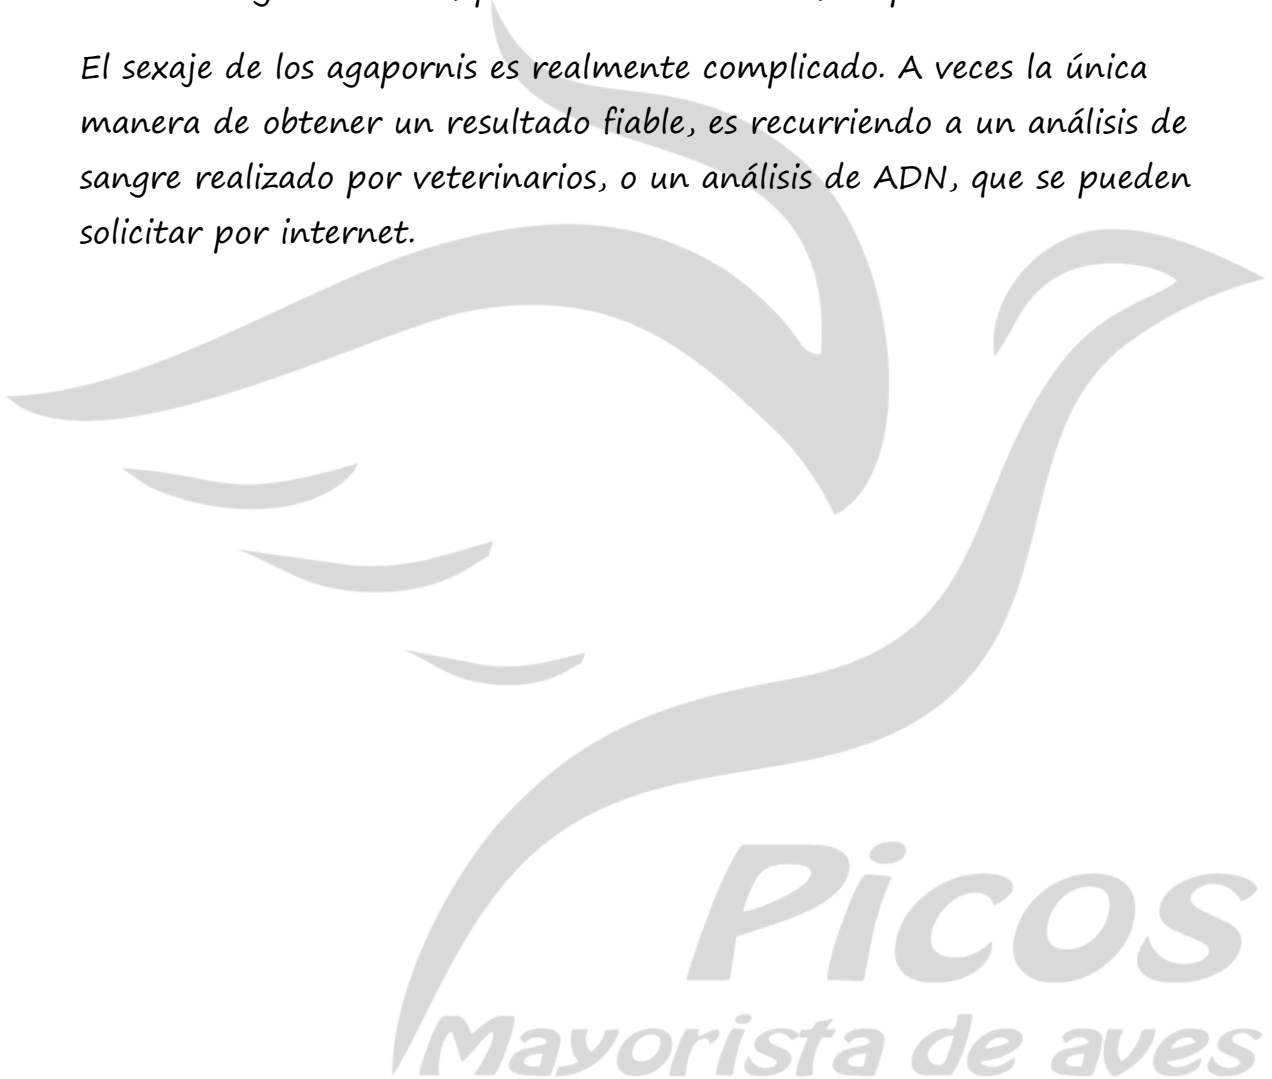 El sexaje de los agapornis es realmente complicado. A veces la única
manera de obtener un resultado fiable, es recurriendo a un análisis de
sangre realizado por veterinarios, o un análisis de ADN, que se pueden
solicitar por internet.
Picos
Mayorista de aves